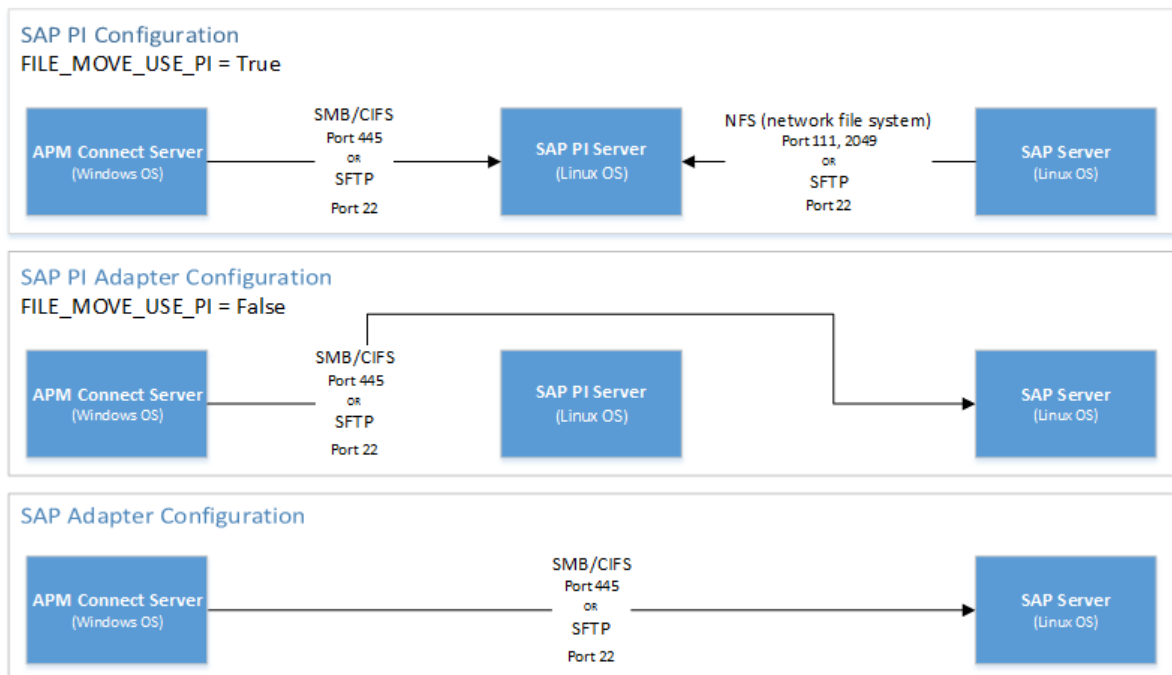 SAP PI Configuration
FILE_MOVE_USE_PI = True
APM Connect Server
(Windows OS)
SMB/CIFS
Port 445
OR
SFTP
Port 22
SAP PI Server
(Linux OS)
NFS (network file system)
Port 111, 2049
OR
SFTP
Port 22
SAP Server
(Linux OS)
SAP PI Adapter Configuration
FILE_MOVE_USE_PI = False
APM Connect Server
(Windows OS)
SMB/CIFS
Port 445
OR
SFTP
Port 22
SAP PI Server
(Linux OS)
SAP Server
(Linux OS)
SAP Adapter Configuration
APM Connect Server
(Windows OS)
SMB/CIFS
Port 445
OR
SFTP
Port 22
SAP Server
(Linux OS)